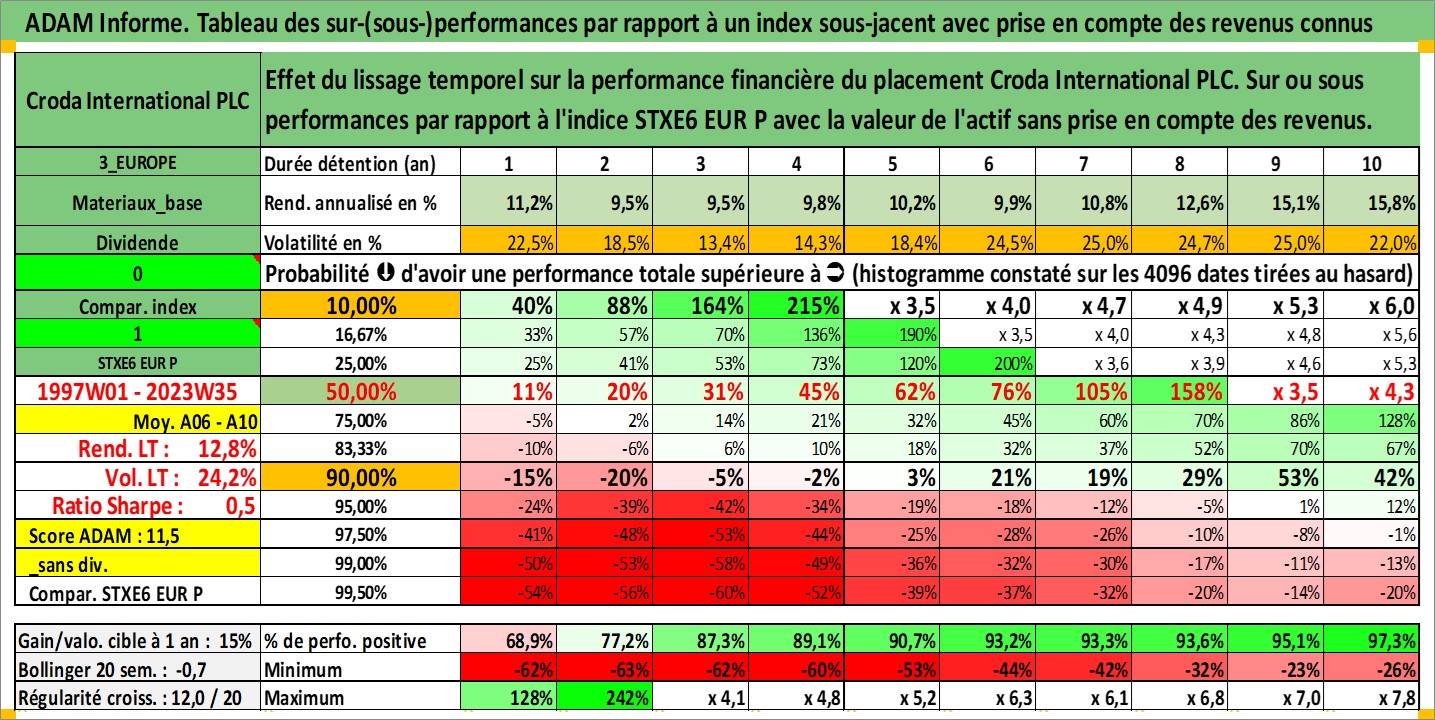 ADAM Informe. Tableau des sur-(sous-)performances par rapport à un index sous-jacent avec prise en compte des revenus connus
Croda International PLC
Effet du lissage temporel sur la performance financière du placement Croda International PLC. Sur ou sous
performances par rapport à l'indice STXE6 EUR P avec la valeur de l'actif sans prise en compte des revenus.
3_EUROPE Durée détention (an) 1 2 3 4 5 6 7 8 9 10
Materiaux_base Rend. annualisé en % 11,2% 9,5% 9,5% 9,8% 10,2% 9,9% 10,8% 12,6% 15,1% 15,8%
Dividende Volatilité en % 22,5% 18,5% 13,4% 14,3% 18,4% 24,5% 25,0% 24,7% 25,0% 22,0%
0 Probabilité d'avoir une performance totale supérieure à (histogramme constaté sur les 4096 dates tirées au hasard)
Compar. index 10,00% 40% 88% 164% 215% x 3,5 x 4,0 x 4,7 x 4,9 x 5,3 x 6,0
1 16,67% 33% 57% 70% 136% 190% x 3,5 x 4,0 x 4,3 x 4,8 x 5,6
STXE6 EUR P 25,00% 25% 41% 53% 73% 120% 200% x 3,6 x 3,9 x 4,6 x 5,3
1997W01 - 2023W35 50,00% 11% 20% 31% 45% 62% 76% 105% 158% x 3,5 x 4,3
Moy. A06 - A10 75,00% -5% 2% 14% 21% 32% 45% 60% 70% 86% 128%
Rend. LT : 12,8% 83,33% -10% -6% 6% 10% 18% 32% 37% 52% 70% 67%
Vol. LT : 24,2% 90,00% -15% -20% -5% -2% 3% 21% 19% 29% 53% 42%
Ratio Sharpe : 0,5 95,00% -24% -39% -42% -34% -19% -18% -12% -5% 1% 12%
Score ADAM : 11,5 97,50% -41% -48% -53% -44% -25% -28% -26% -10% -8% -1%
_sans div. 99,00% -50% -53% -58% -49% -36% -32% -30% -17% -11% -13%
Compar. STXE6 EUR P 99,50% -54% -56% -60% -52% -39% -37% -32% -20% -14% -20%
Gain/valo. cible à 1 an : 15% % de perfo. positive 68,9% 77,2% 87,3% 89,1% 90,7% 93,2% 93,3% 93,6% 95,1% 97,3%
Bollinger 20 sem. : -0,7 Minimum -62% -63% -62% -60% -53% -44% -42% -32% -23% -26%
Régularité croiss. : 12,0 / 20 Maximum 128% 242% x 4,1 x 4,8 x 5,2 x 6,3 x 6,1 x 6,8 x 7,0 x 7,8